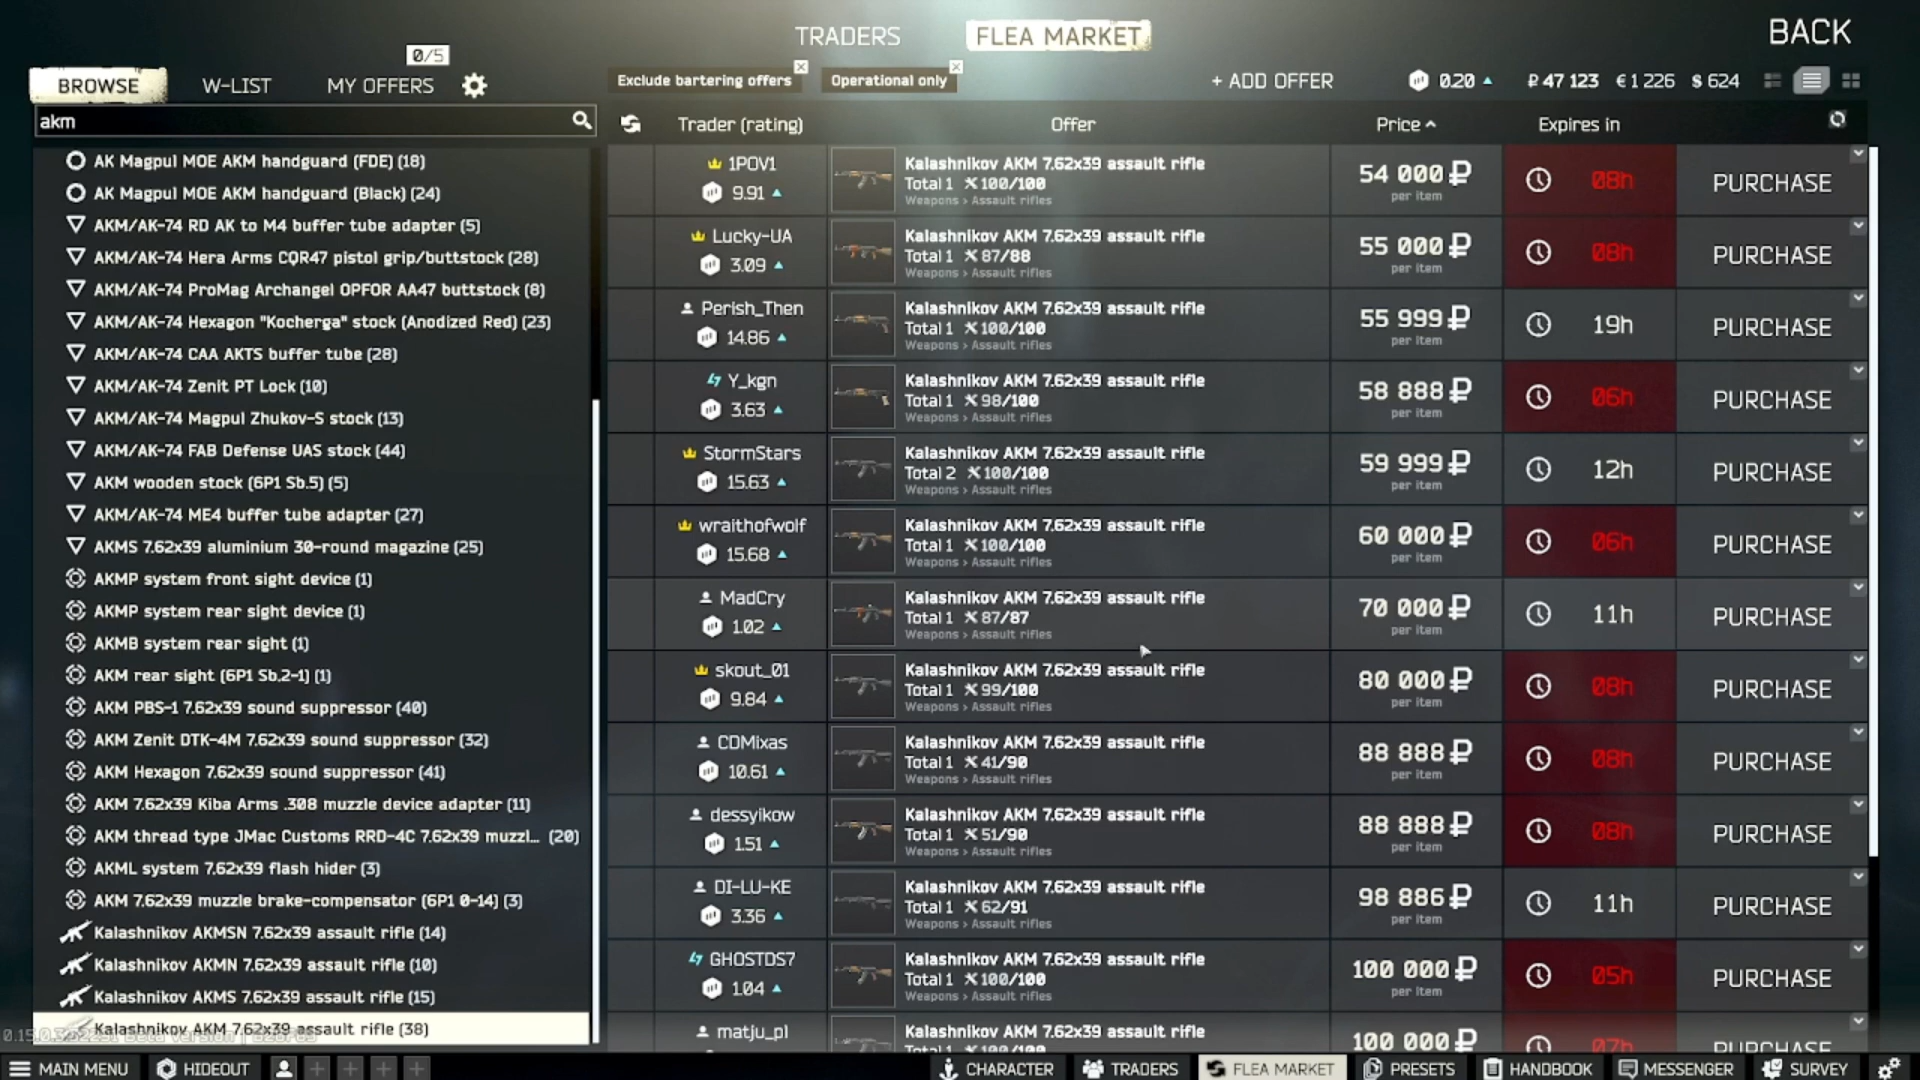 TRADERS
FLEA MARKET
BACK
0/5
BROWSE
W-LIST
MY OFFERS
Exclude bartering offers
Operational only
+ ADD OFFER
0.20
₽ 47 123
€ 1 226
$ 624
akm
Trader (rating)
Offer
Price
Expires in
AK Magpul MOE AKM handguard (FDE) (18)
AK Magpul MOE AKM handguard (Black) (24)
AKM/AK-74 RD AK to M4 buffer tube adapter (5)
AKM/AK-74 Hera Arms CQR47 pistol grip/buttstock (28)
AKM/AK-74 ProMag Archangel OPFOR AA47 buttstock (8)
AKM/AK-74 Hexagon "Kocherga" stock (Anodized Red) (23)
AKM/AK-74 CAA AKTS buffer tube (28)
AKM/AK-74 Zenit PT Lock (10)
AKM/AK-74 Magpul Zhukov-S stock (13)
AKM/AK-74 FAB Defense UAS stock (44)
AKM wooden stock (6P1 Sb.5) (5)
AKM/AK-74 ME4 buffer tube adapter (27)
AKMS 7.62x39 aluminium 30-round magazine (25)
AKMP system front sight device (1)
AKMP system rear sight device (1)
AKMB system rear sight (1)
AKM rear sight (6P1 Sb.2-1) (1)
AKM PBS-1 7.62x39 sound suppressor (40)
AKM Zenit DTK-4M 7.62x39 sound suppressor (32)
AKM Hexagon 7.62x39 sound suppressor (41)
AKM 7.62x39 Kiba Arms .308 muzzle device adapter (11)
AKM thread type JMac Customs RRD-4C 7.62x39 muzzl... (20)
AKML system 7.62x39 flash hider (3)
AKM 7.62x39 muzzle brake-compensator (6P1 0-14) (3)
Kalashnikov AKMSN 7.62x39 assault rifle (14)
Kalashnikov AKMN 7.62x39 assault rifle (10)
Kalashnikov AKMS 7.62x39 assault rifle (15)
Kalashnikov AKM 7.62x39 assault rifle (38)
1POV1
9.91
Kalashnikov AKM 7.62x39 assault rifle
Total 1 100/100
Weapons > Assault rifles
54 000 ₽
per item
08h
PURCHASE
Lucky-UA
3.09
Kalashnikov AKM 7.62x39 assault rifle
Total 1 87/88
Weapons > Assault rifles
55 000 ₽
per item
08h
PURCHASE
Perish_Then
14.86
Kalashnikov AKM 7.62x39 assault rifle
Total 1 100/100
Weapons > Assault rifles
55 999 ₽
per item
19h
PURCHASE
Y_kgn
3.63
Kalashnikov AKM 7.62x39 assault rifle
Total 1 98/100
Weapons > Assault rifles
58 888 ₽
per item
06h
PURCHASE
StormStars
15.63
Kalashnikov AKM 7.62x39 assault rifle
Total 2 100/100
Weapons > Assault rifles
59 999 ₽
per item
12h
PURCHASE
wraithofwolf
15.68
Kalashnikov AKM 7.62x39 assault rifle
Total 1 100/100
Weapons > Assault rifles
60 000 ₽
per item
06h
PURCHASE
MadCry
1.02
Kalashnikov AKM 7.62x39 assault rifle
Total 1 87/87
Weapons > Assault rifles
70 000 ₽
per item
11h
PURCHASE
skout_01
9.84
Kalashnikov AKM 7.62x39 assault rifle
Total 1 99/100
Weapons > Assault rifles
80 000 ₽
per item
08h
PURCHASE
CDMixas
10.61
Kalashnikov AKM 7.62x39 assault rifle
Total 1 41/90
Weapons > Assault rifles
88 888 ₽
per item
08h
PURCHASE
dessyikow
1.51
Kalashnikov AKM 7.62x39 assault rifle
Total 1 51/90
Weapons > Assault rifles
88 888 ₽
per item
08h
PURCHASE
DI-LU-KE
3.36
Kalashnikov AKM 7.62x39 assault rifle
Total 1 62/91
Weapons > Assault rifles
98 886 ₽
per item
11h
PURCHASE
GHOSTDS7
1.04
Kalashnikov AKM 7.62x39 assault rifle
Total 1 100/100
Weapons > Assault rifles
100 000 ₽
per item
05h
PURCHASE
matju_pl
Kalashnikov AKM 7.62x39 assault rifle
Total 1 100/100
100 000 ₽
07h
PURCHASE
MAIN MENU
HIDEOUT
CHARACTER
TRADERS
FLEA MARKET
PRESETS
HANDBOOK
MESSENGER
SURVEY